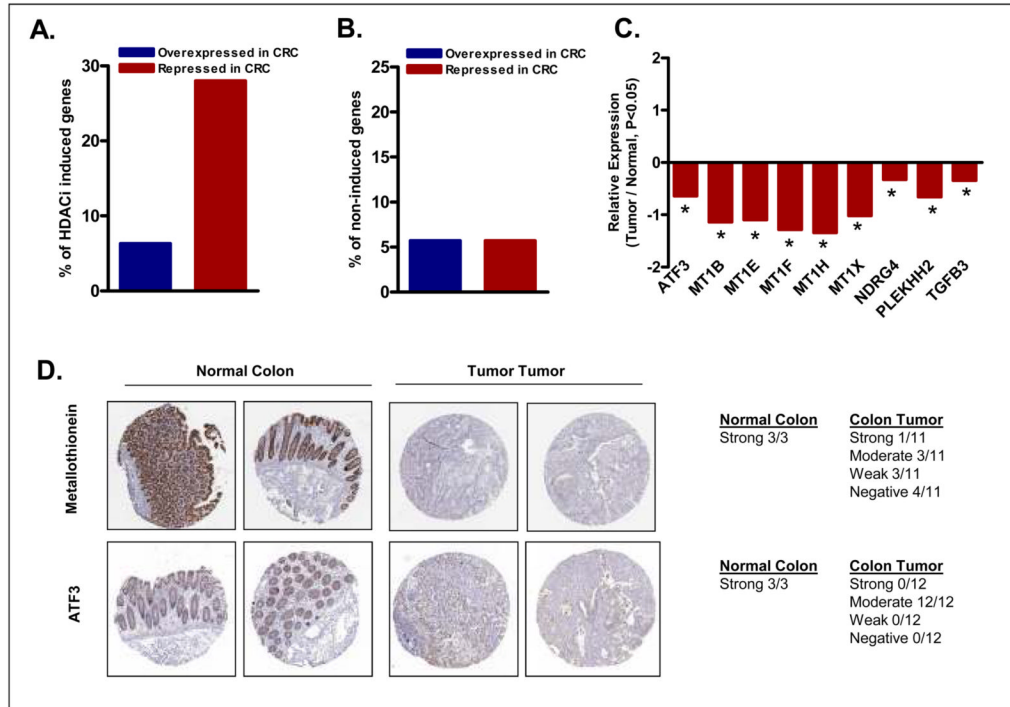 A.
Overexpressed in CRC
Repressed in CRC
% of HDACi induced genes
30
20
10
0
B.
Overexpressed in CRC
Repressed in CRC
% of non-induced genes
25
20
15
10
5
0
C.
Relative Expression
(Tumor / Normal, P<0.05)
2
1
0
-1
-2
* * * * * * * * *
ATF3 MT1B MT1E MT1F MT1H MT1X NDRG4 PLEKHH2 TGFB3
D.
Normal Colon
Tumor Tumor
Metallothionein
Normal Colon
Strong 3/3
Colon Tumor
Strong 1/11
Moderate 3/11
Weak 3/11
Negative 4/11
ATF3
Normal Colon
Strong 3/3
Colon Tumor
Strong 0/12
Moderate 12/12
Weak 0/12
Negative 0/12